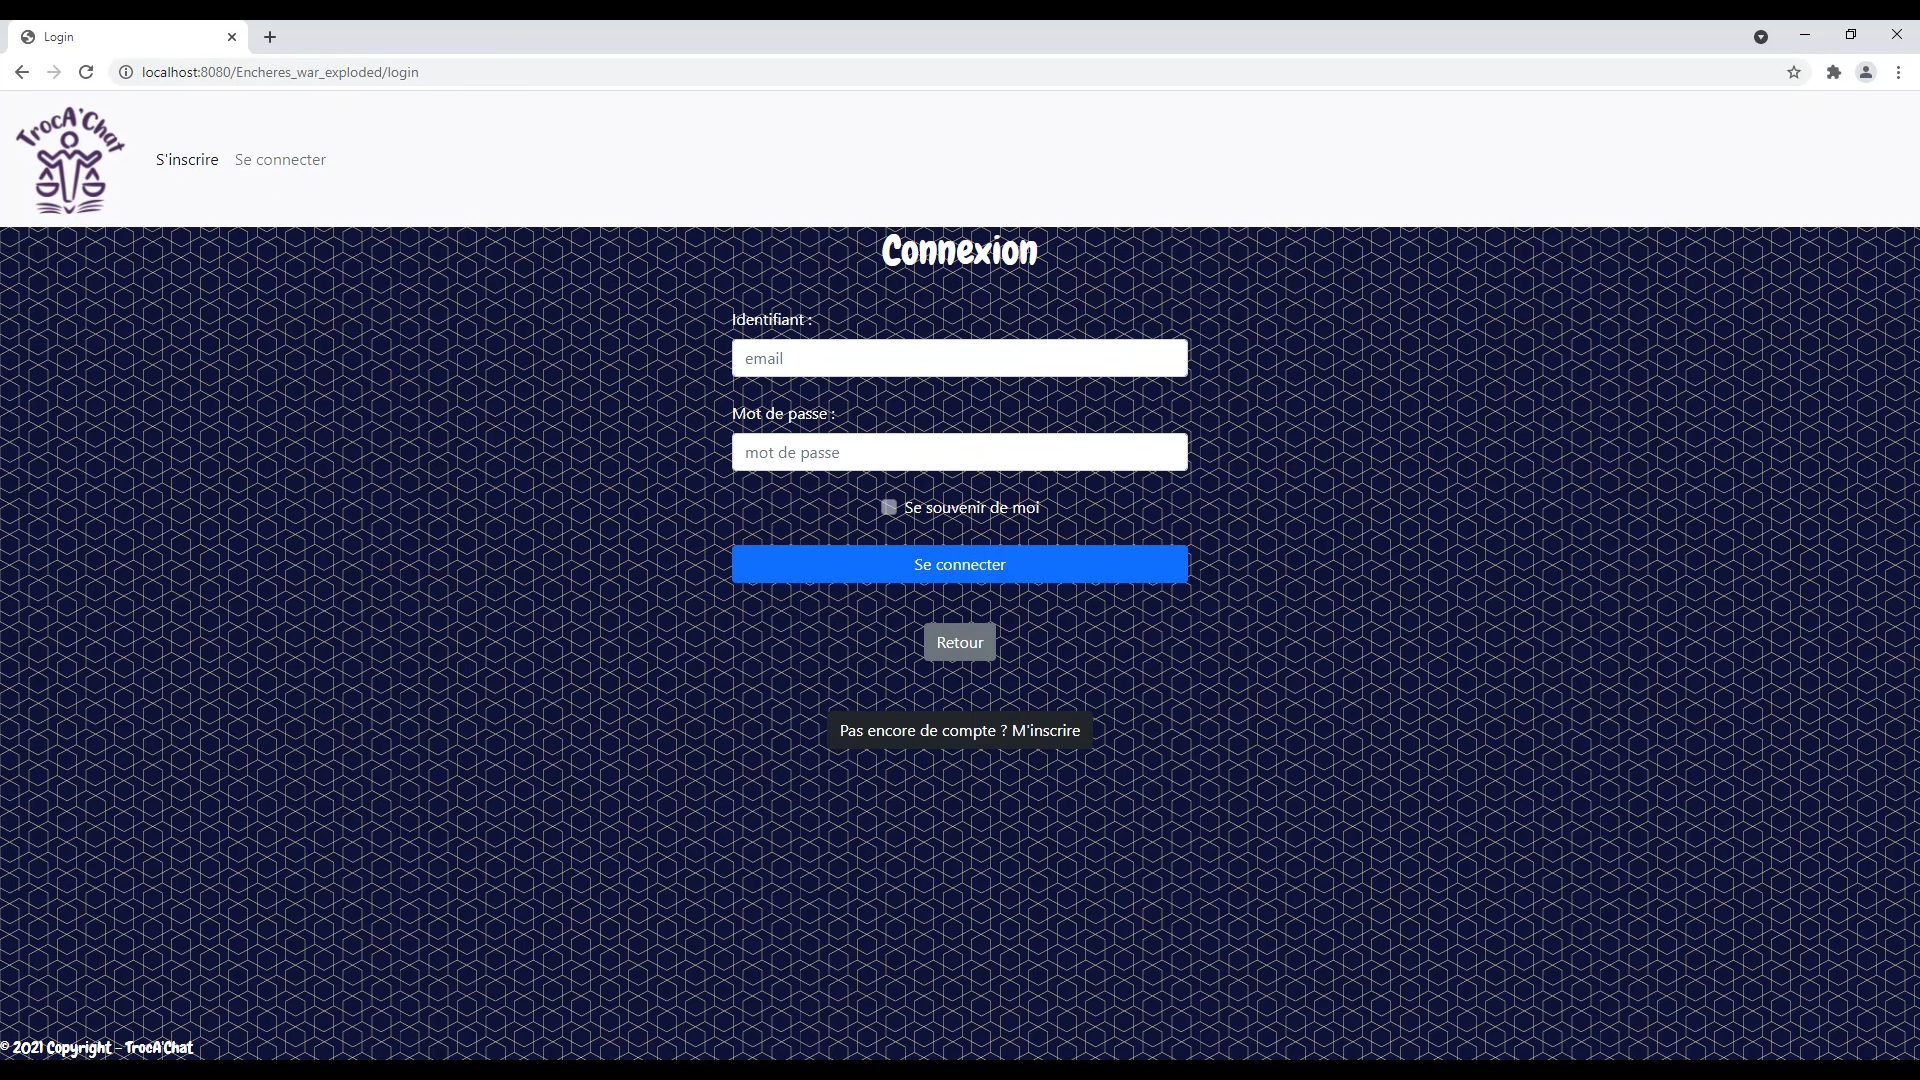 Login
localhost:8080/Encheres_war_exploded/login
TrocA'Chat
S'inscrire Se connecter
Connexion
Identifiant :
email
Mot de passe :
mot de passe
Se souvenir de moi
Se connecter
Retour
Pas encore de compte ? M'inscrire
© 2021 Copyright - TrocA'Chat